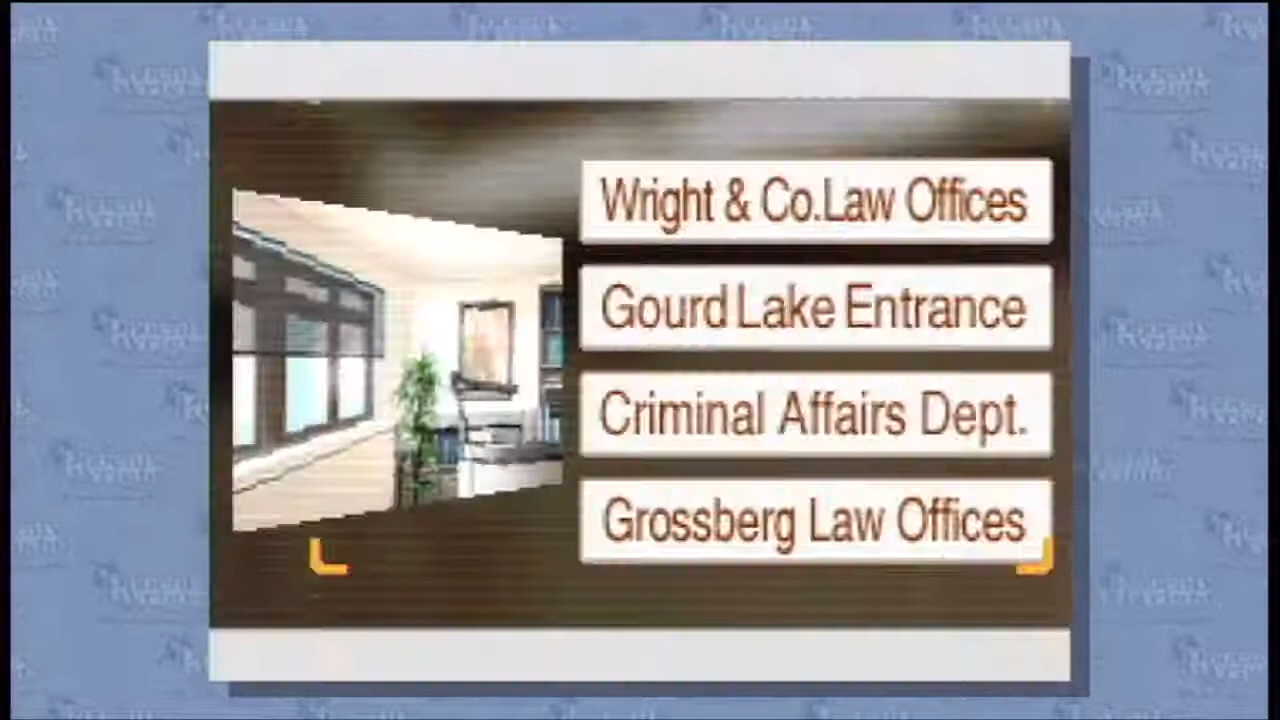 Wright & Co.Law Offices
Gourd Lake Entrance
Criminal Affairs Dept.
Grossberg Law Offices